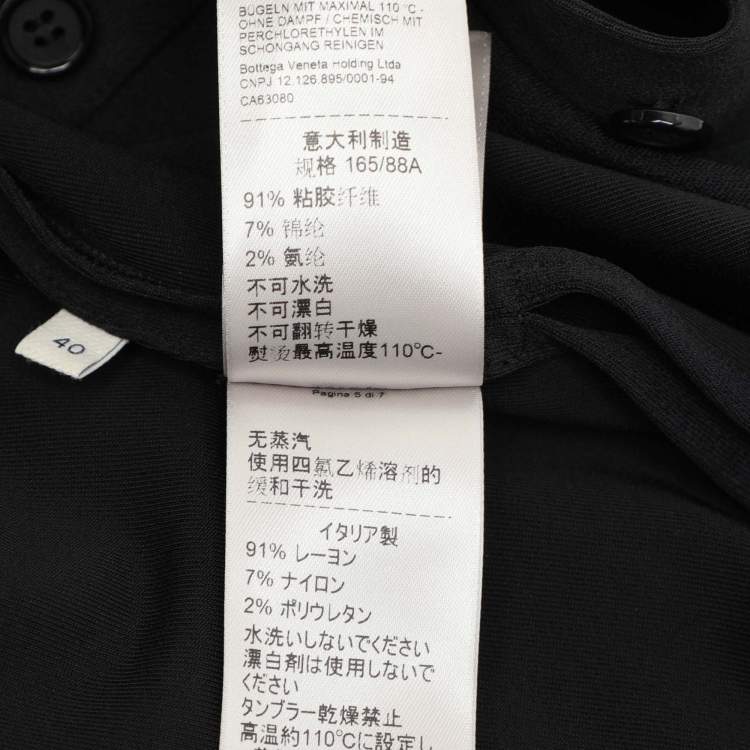 BÜGELN MIT MAXIMAL 110 °C -
OHNE DAMPF / CHEMISCH MIT
PERCHLORETHYLEN IM
SCHONGANG REINIGEN
Bottega Veneta Holding Ltda
CNPJ 12.126.895/0001-94
CA63080
意大利制造
规格 165/88A
91% 粘胶纤维
7% 锦纶
2% 氨纶
不可水洗
不可漂白
不可翻转干燥
熨烫最高温度110°C-
40
Pagina 5 di 7
无蒸汽
使用四氯乙烯溶剂的
缓和干洗
イタリア製
91% レーヨン
7% ナイロン
2% ポリウレタン
水洗いしないでください
漂白剤は使用しないで
ください
タンブラー乾燥禁止
高温約110°Cに設定し